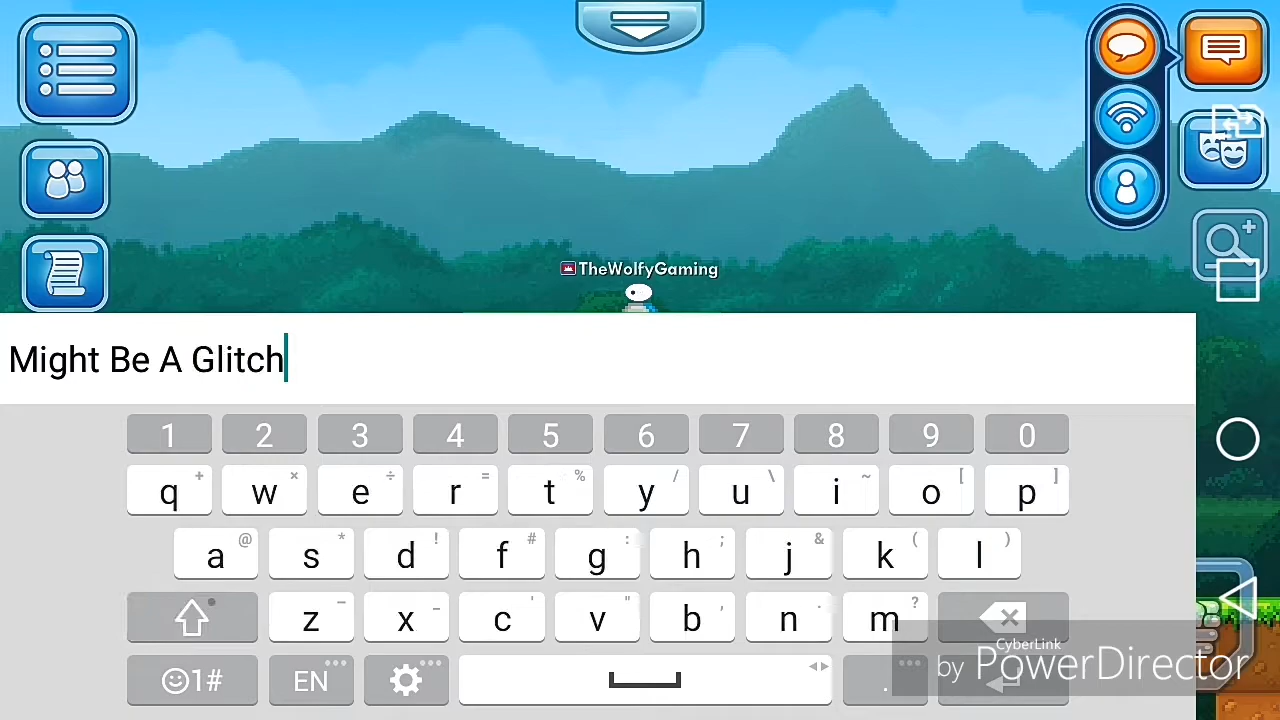 TheWolfyGaming
Might Be A Glitch
1 2 3 4 5 6 7 8 9 0
q + w × e ÷ r = t % y / u \ i ~ o [ p ]
a @ s * d ! f # g : h ; j & k ( l )
z – x - c ' v " b , n . m ?
1# EN .
CyberLink
by PowerDirector